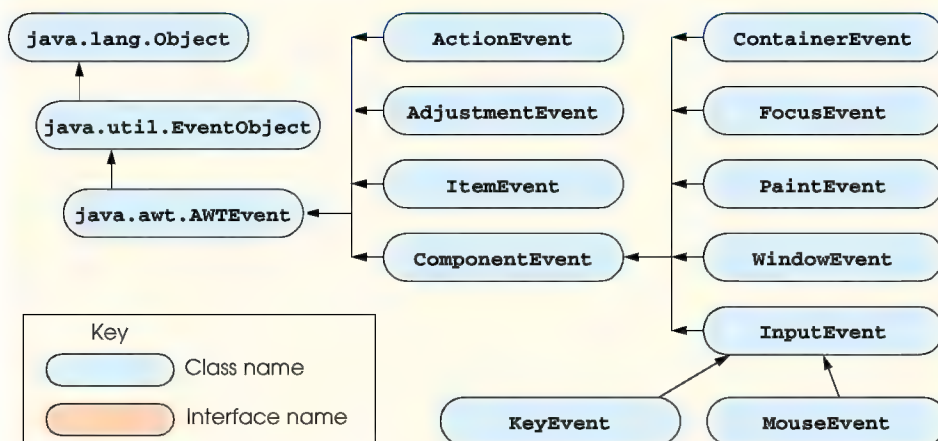 java.lang.Object
java.util.EventObject
java.awt.AWTEvent
ActionEvent
AdjustmentEvent
ItemEvent
ComponentEvent
ContainerEvent
FocusEvent
PaintEvent
WindowEvent
InputEvent
KeyEvent
MouseEvent
Key
Class name
Interface name